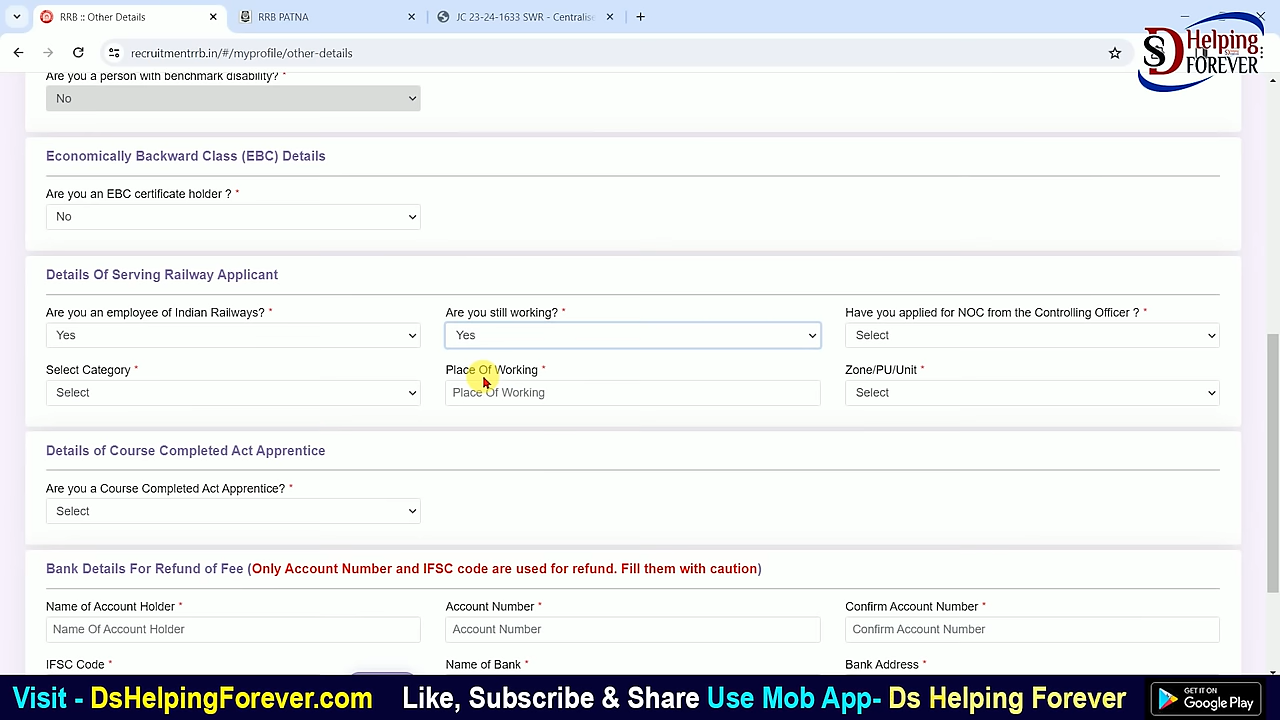 RRB :: Other Details
RRB PATNA
JC 23-24-1633 SWR - Centralise
recruitmentrrb.in/#/myprofile/other-details
SD Helping FOREVER
Are you a person with benchmark disability? *
No
Economically Backward Class (EBC) Details
Are you an EBC certificate holder ? *
No
Details Of Serving Railway Applicant
Are you an employee of Indian Railways? *
Are you still working? *
Have you applied for NOC from the Controlling Officer ? *
Yes
Yes
Select
Select Category *
Place Of Working *
Zone/PU/Unit *
Select
Place Of Working
Select
Details of Course Completed Act Apprentice
Are you a Course Completed Act Apprentice? *
Select
Bank Details For Refund of Fee (Only Account Number and IFSC code are used for refund. Fill them with caution)
Name of Account Holder *
Account Number *
Confirm Account Number *
Name Of Account Holder
Account Number
Confirm Account Number
IFSC Code *
Name of Bank *
Bank Address *
Visit - DsHelpingForever.com Like, Subscribe & Share Use Mob App- Ds Helping Forever
GET IT ON
Google Play